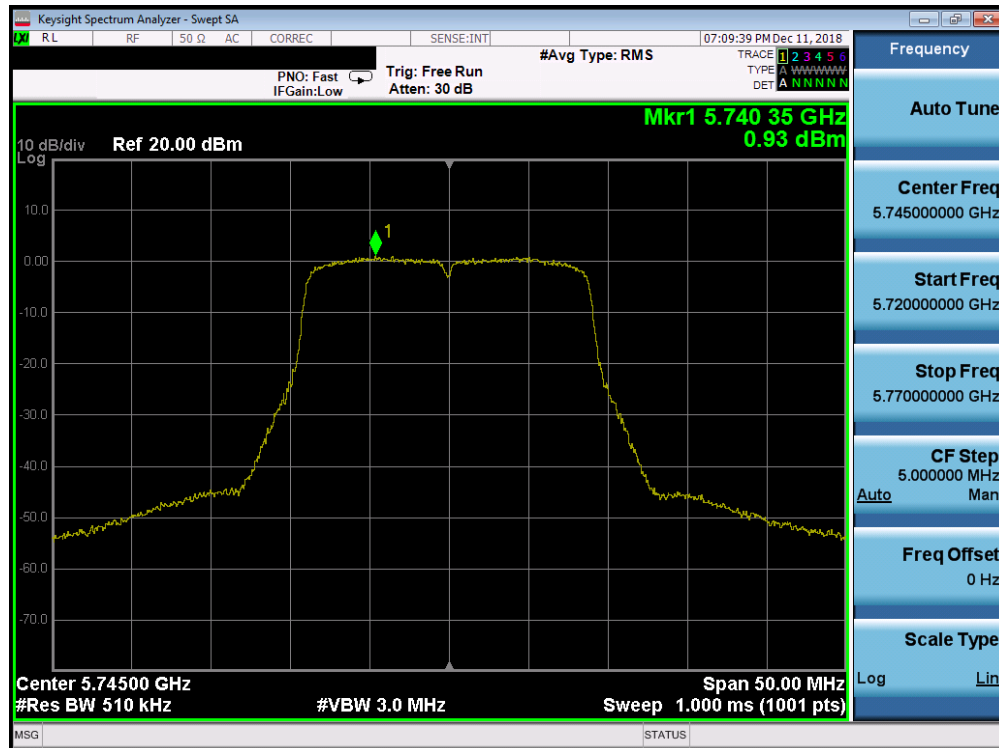 Keysight Spectrum Analyzer - Swept SA
LXI RL RF 50 Ω AC CORREC SENSE:INT 07:09:39 PM Dec 11, 2018
#Avg Type: RMS TRACE 1 2 3 4 5 6
PNO: Fast Trig: Free Run TYPE A WWWWW
IFGain:Low Atten: 30 dB DET A N N N N N
Mkr1 5.740 35 GHz
0.93 dBm
10 dB/div Ref 20.00 dBm
Log
10.0
1
0.00
-10.0
-20.0
-30.0
-40.0
-50.0
-60.0
-70.0
Center 5.74500 GHz Span 50.00 MHz
#Res BW 510 kHz #VBW 3.0 MHz Sweep 1.000 ms (1001 pts)
MSG STATUS
Frequency
Auto Tune
Center Freq
5.745000000 GHz
Start Freq
5.720000000 GHz
Stop Freq
5.770000000 GHz
CF Step
5.000000 MHz
Auto Man
Freq Offset
0 Hz
Scale Type
Log Lin